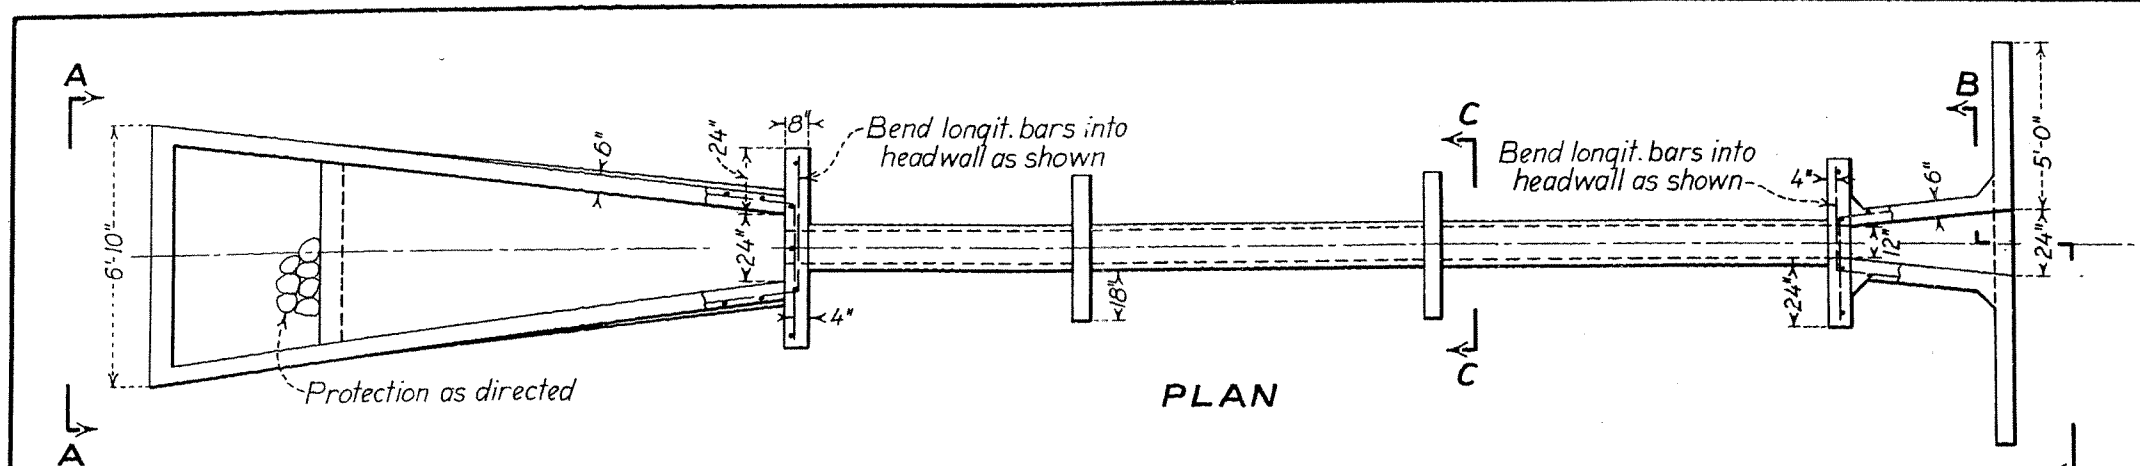 A
A
6'-10"
6"
24"
8"
Bend longit. bars into
headwall as shown
24"
4"
Protection as directed
18"
C
C
PLAN
Bend longit. bars into
headwall as shown
4"
24"
12"
6"
B
5'-0"
24"